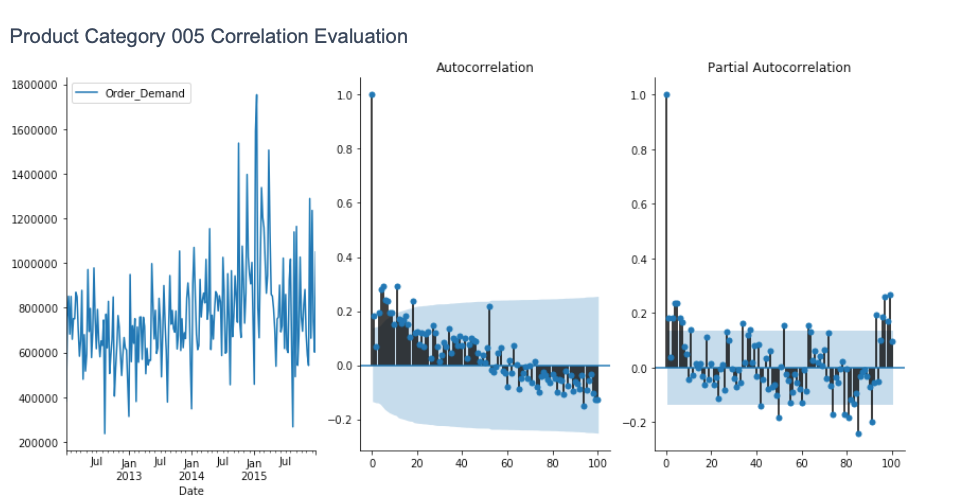 Product Category 005 Correlation Evaluation
Order_Demand
1800000
1600000
1400000
1200000
1000000
800000
600000
400000
200000
Jul Jan Jul Jan Jul Jan Jul
2013 2014 2015
Date
Autocorrelation
1.0
0.8
0.6
0.4
0.2
0.0
−0.2
0 20 40 60 80 100
Partial Autocorrelation
1.0
0.8
0.6
0.4
0.2
0.0
−0.2
0 20 40 60 80 100